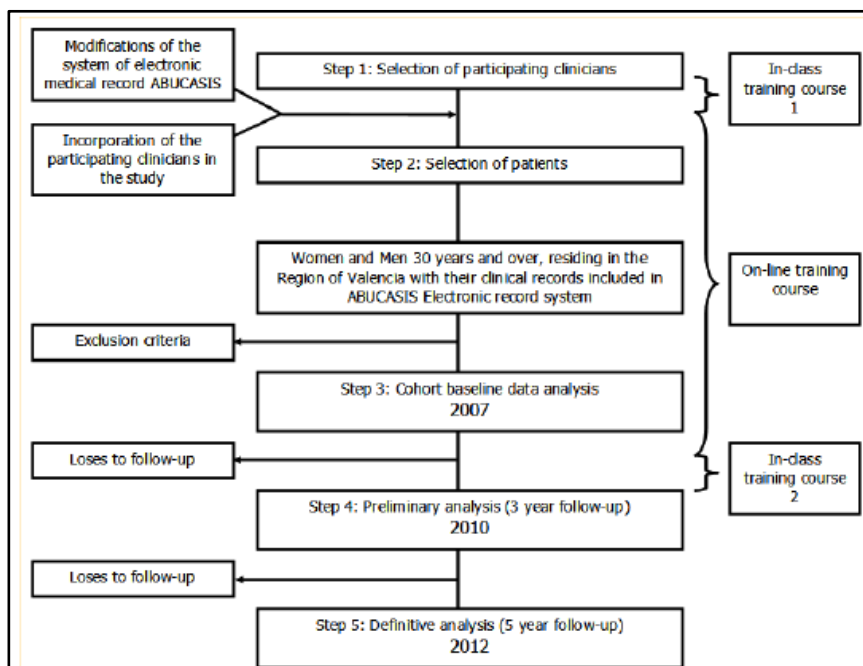 Modifications of the
system of electronic
medical record ABUCASIS
Step 1: Selection of participating clinicians
In-class
training course
1
Incorporation of the
participating clinicians in
the study
Step 2: Selection of patients
Women and Men 30 years and over, residing in the
Region of Valencia with their clinical records included in
ABUCASIS Electronic record system
On-line training
course
Exclusion criteria
Step 3: Cohort baseline data analysis
2007
Loses to follow-up
In-class
training course
2
Step 4: Preliminary analysis (3 year follow-up)
2010
Loses to follow-up
Step 5: Definitive analysis (5 year follow-up)
2012